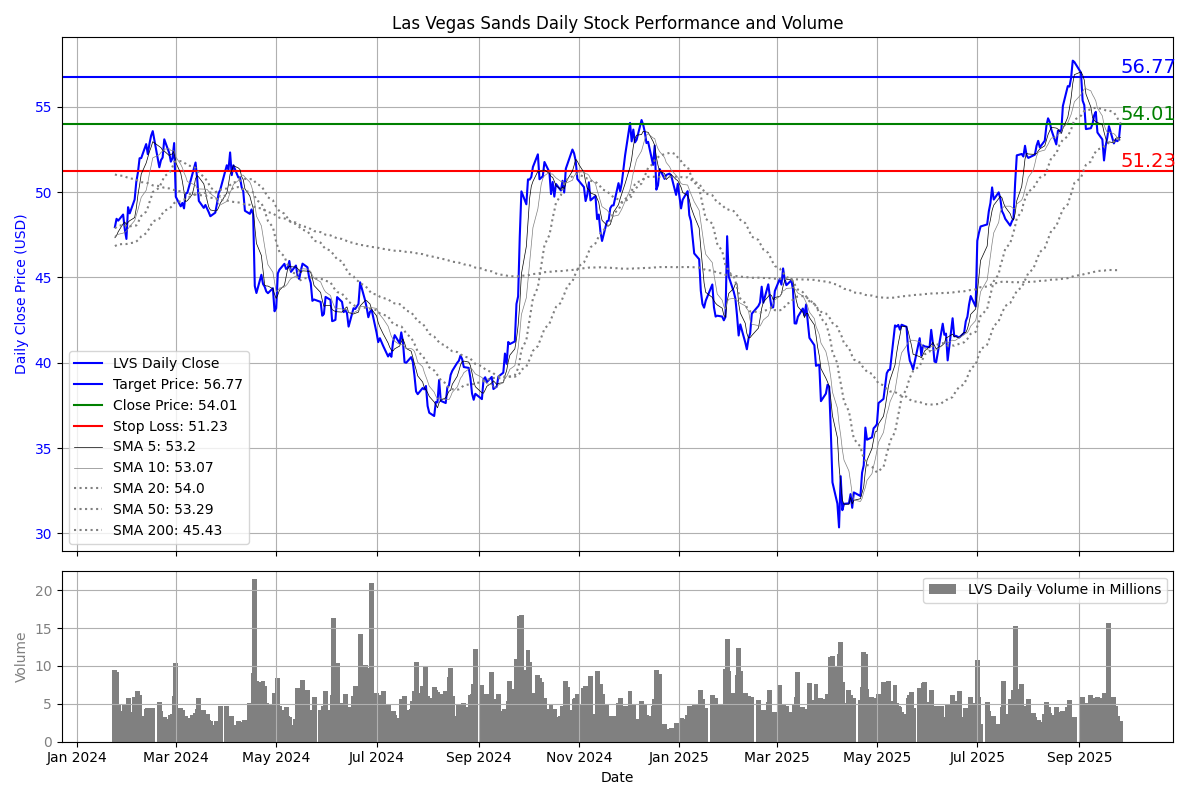 Las Vegas Sands Daily Stock Performance and Volume
56.77
54.01
51.23
55
50
45
40
35
30
Daily Close Price (USD)
LVS Daily Close
Target Price: 56.77
Close Price: 54.01
Stop Loss: 51.23
SMA 5: 53.2
SMA 10: 53.07
SMA 20: 54.0
SMA 50: 53.29
SMA 200: 45.43
LVS Daily Volume in Millions
20
15
10
5
0
Volume
Jan 2024 Mar 2024 May 2024 Jul 2024 Sep 2024 Nov 2024 Jan 2025 Mar 2025 May 2025 Jul 2025 Sep 2025
Date